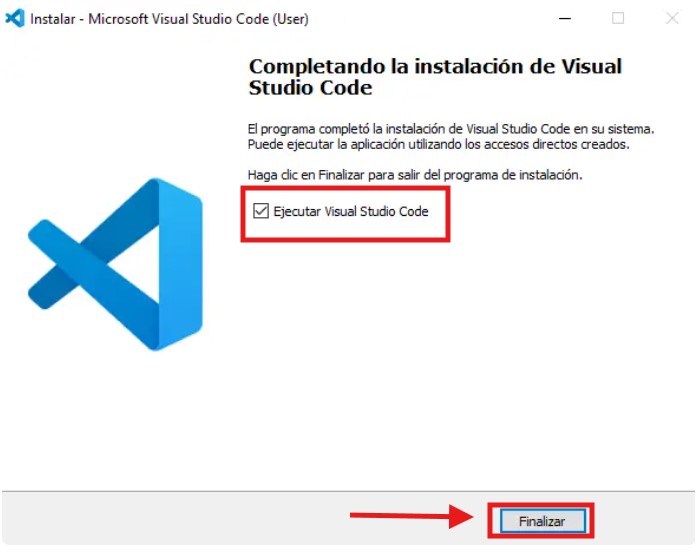 Instalar - Microsoft Visual Studio Code (User)
Completando la instalación de Visual
Studio Code
El programa completó la instalación de Visual Studio Code en su sistema.
Puede ejecutar la aplicación utilizando los accesos directos creados.
Haga clic en Finalizar para salir del programa de instalación.
Ejecutar Visual Studio Code
Finalizar